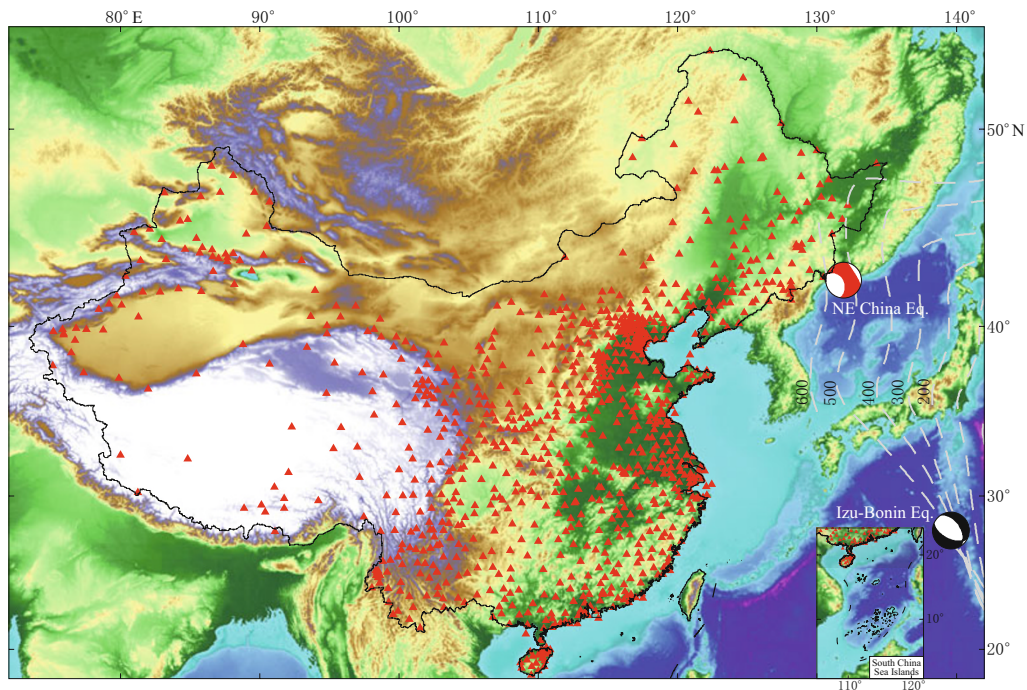 80° E 90° 100° 110° 120° 130° 140°
50° N
NE China Eq.
40°
600 500 400 300 200
30°
Izu-Bonin Eq.
20°
10°
20°
South China
Sea Islands
110° 120°